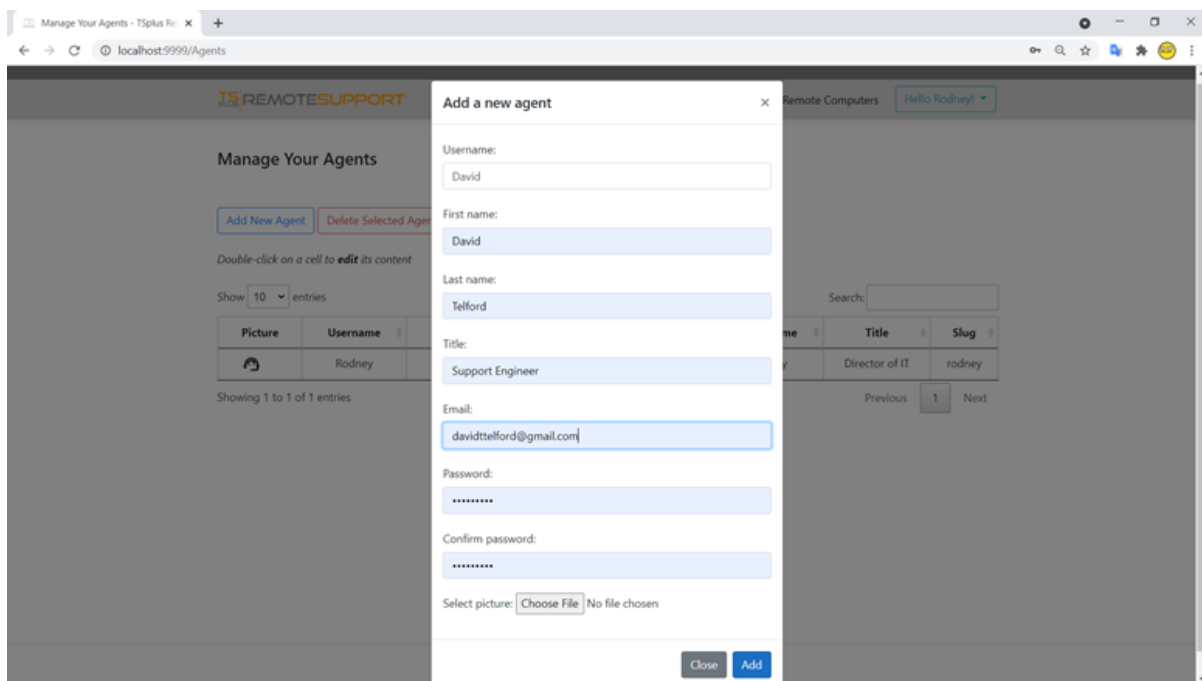 Manage Your Agents - TSplus Re
localhost:9999/Agents
TS REMOTESUPPORT
Remote Computers
Hello Rodney!
Manage Your Agents
Add New Agent
Delete Selected Agen
Double-click on a cell to edit its content
Show 10 entries
Search:
Picture Username me Title Slug
Rodney y Director of IT rodney
Showing 1 to 1 of 1 entries
Previous 1 Next
Add a new agent ×
Username:
David
First name:
David
Last name:
Telford
Title:
Support Engineer
Email:
davidttelford@gmail.com
Password:
•••••••••
Confirm password:
•••••••••
Select picture: Choose File No file chosen
Close Add